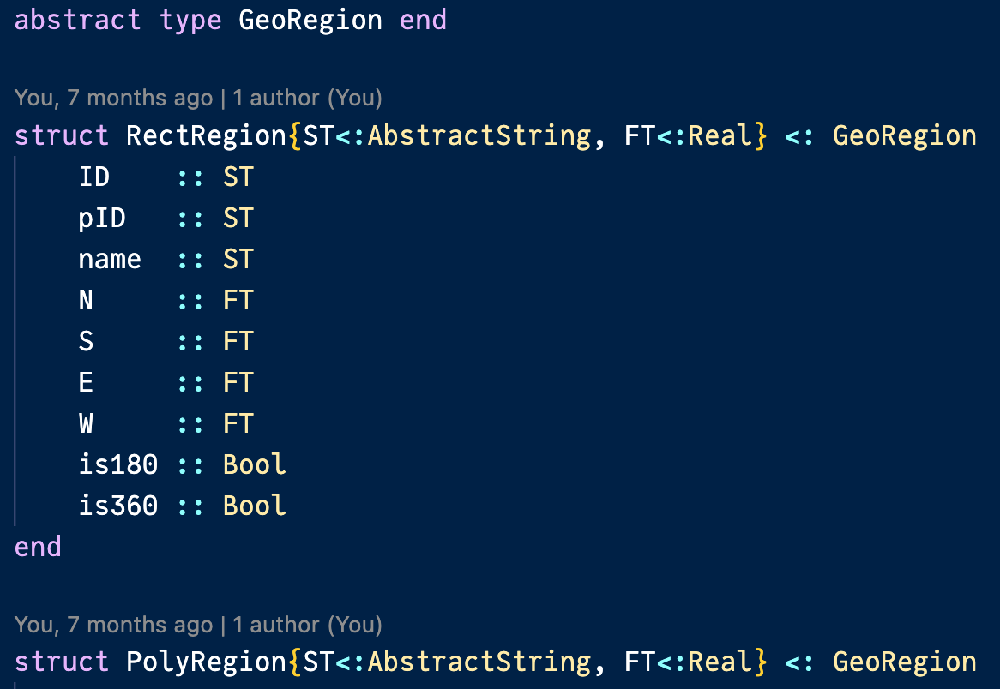 abstract type GeoRegion end
You, 7 months ago | 1 author (You)
struct RectRegion{ST<:AbstractString, FT<:Real} <: GeoRegion
    ID    :: ST
    pID   :: ST
    name  :: ST
    N     :: FT
    S     :: FT
    E     :: FT
    W     :: FT
    is180 :: Bool
    is360 :: Bool
end
You, 7 months ago | 1 author (You)
struct PolyRegion{ST<:AbstractString, FT<:Real} <: GeoRegion